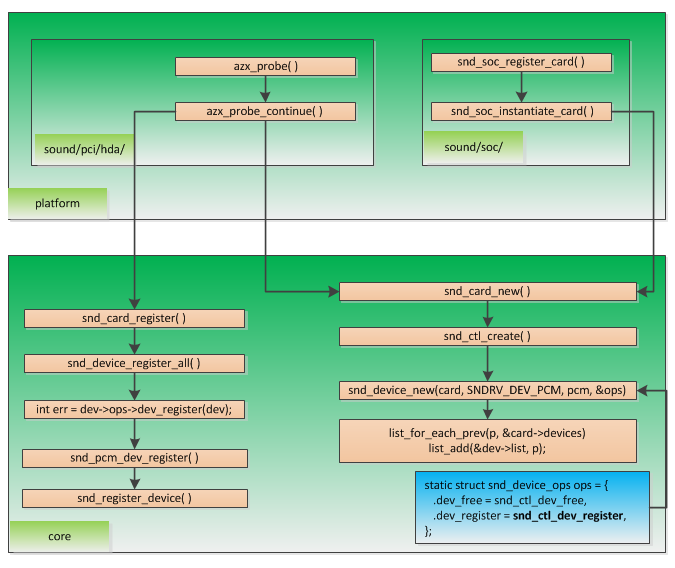 azx_probe( )
azx_probe_continue( )
sound/pci/hda/
snd_soc_register_card( )
snd_soc_instantiate_card( )
sound/soc/
platform
snd_card_register( )
snd_device_register_all( )
int err = dev->ops->dev_register(dev);
snd_pcm_dev_register( )
snd_register_device( )
snd_card_new( )
snd_ctl_create( )
snd_device_new(card, SNDRV_DEV_PCM, pcm, &ops)
list_for_each_prev(p, &card->devices)
list_add(&dev->list, p);
static struct snd_device_ops ops = {
.dev_free = snd_ctl_dev_free,
.dev_register = snd_ctl_dev_register,
};
core